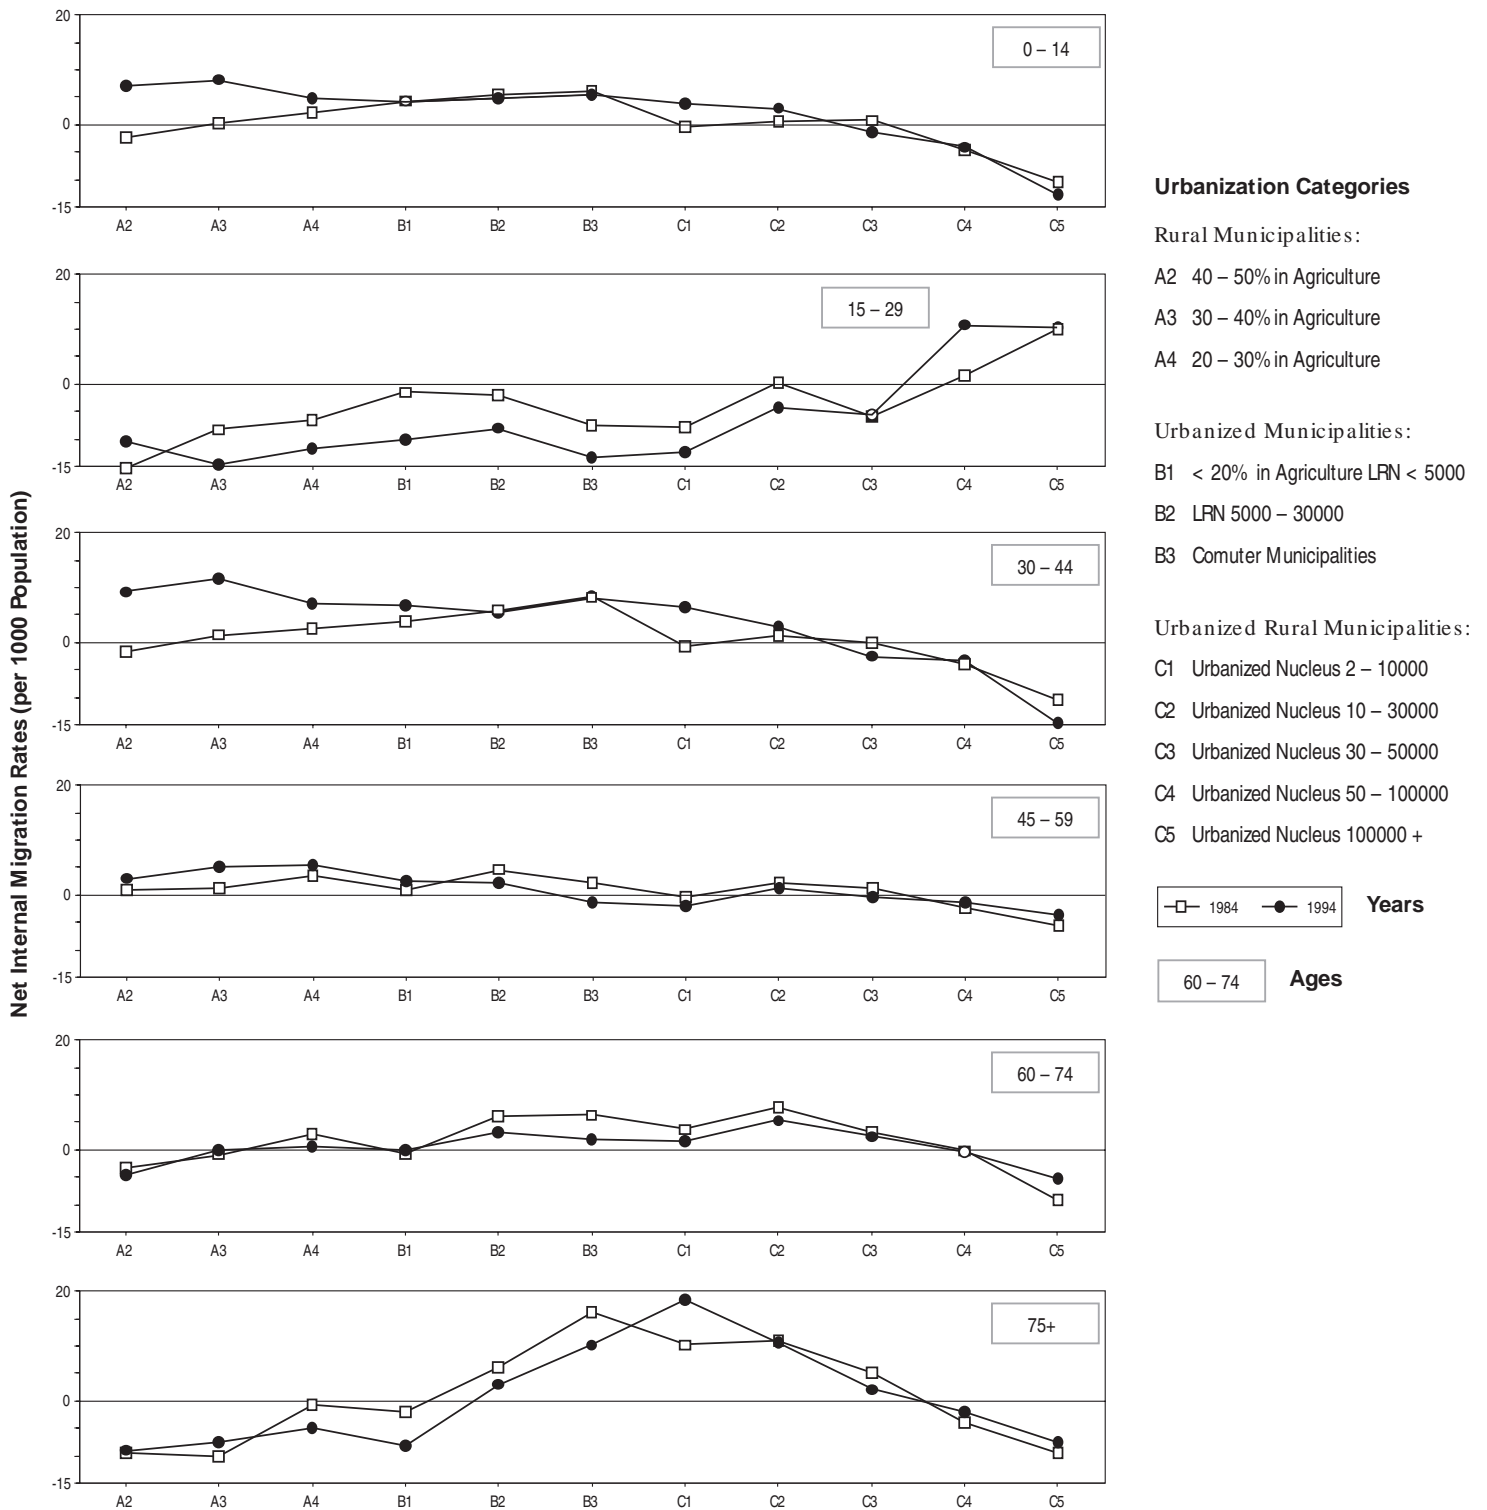 Net Internal Migration Rates (per 1000 Population)
20
0
-15
0 – 14
A2 A3 A4 B1 B2 B3 C1 C2 C3 C4 C5
20
0
-15
15 – 29
A2 A3 A4 B1 B2 B3 C1 C2 C3 C4 C5
20
0
-15
30 – 44
A2 A3 A4 B1 B2 B3 C1 C2 C3 C4 C5
20
0
-15
45 – 59
A2 A3 A4 B1 B2 B3 C1 C2 C3 C4 C5
20
0
-15
60 – 74
A2 A3 A4 B1 B2 B3 C1 C2 C3 C4 C5
20
0
-15
75+
A2 A3 A4 B1 B2 B3 C1 C2 C3 C4 C5
Urbanization Categories
Rural Municipalities:
A2 40 – 50% in Agriculture
A3 30 – 40% in Agriculture
A4 20 – 30% in Agriculture
Urbanized Municipalities:
B1 < 20% in Agriculture LRN < 5000
B2 LRN 5000 – 30000
B3 Comuter Municipalities
Urbanized Rural Municipalities:
C1 Urbanized Nucleus 2 – 10000
C2 Urbanized Nucleus 10 – 30000
C3 Urbanized Nucleus 30 – 50000
C4 Urbanized Nucleus 50 – 100000
C5 Urbanized Nucleus 100000 +
1984 1994 Years
60 – 74 Ages